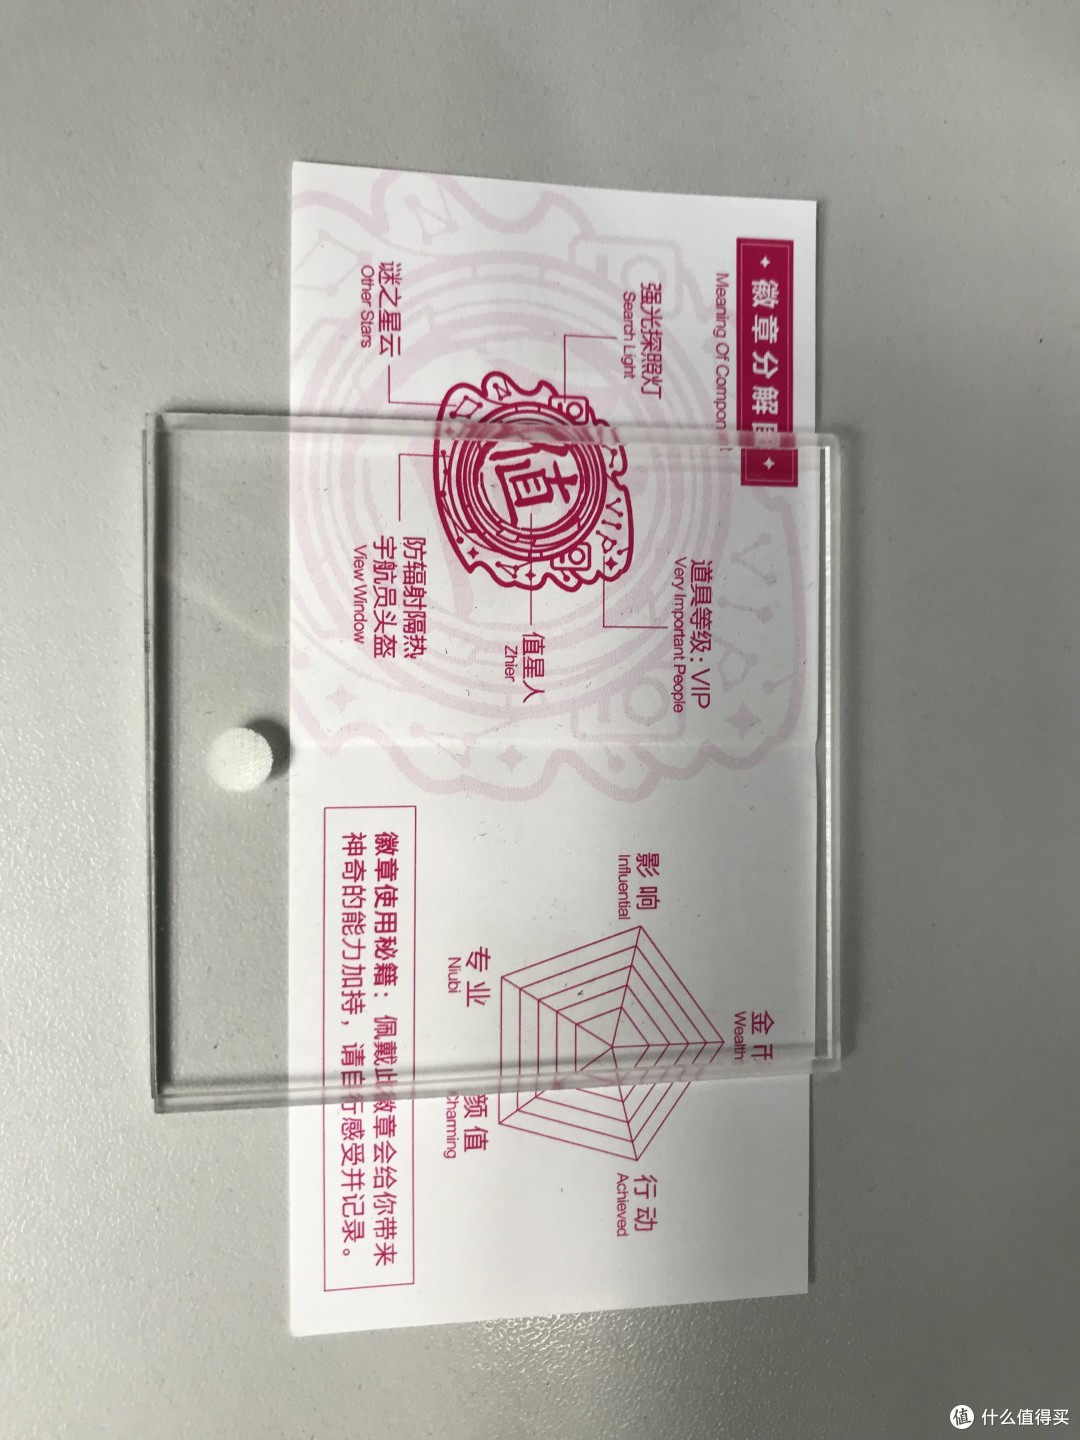 徽章分解图
Meaning Of Component
强光探照灯
Search Light
谜之星云
Other Stars
值
VIP
道具等级：VIP
Very Important People
防辐射隔热
宇航员头盔
View Window
值星人
Zhier
影响
Influential
金币
Wealth
专业
Niubi
颜值
Charming
行动
Achieved
徽章使用秘籍：佩戴此徽章会给你带来
神奇的能力加持，请自行感受并记录。
值 什么值得买